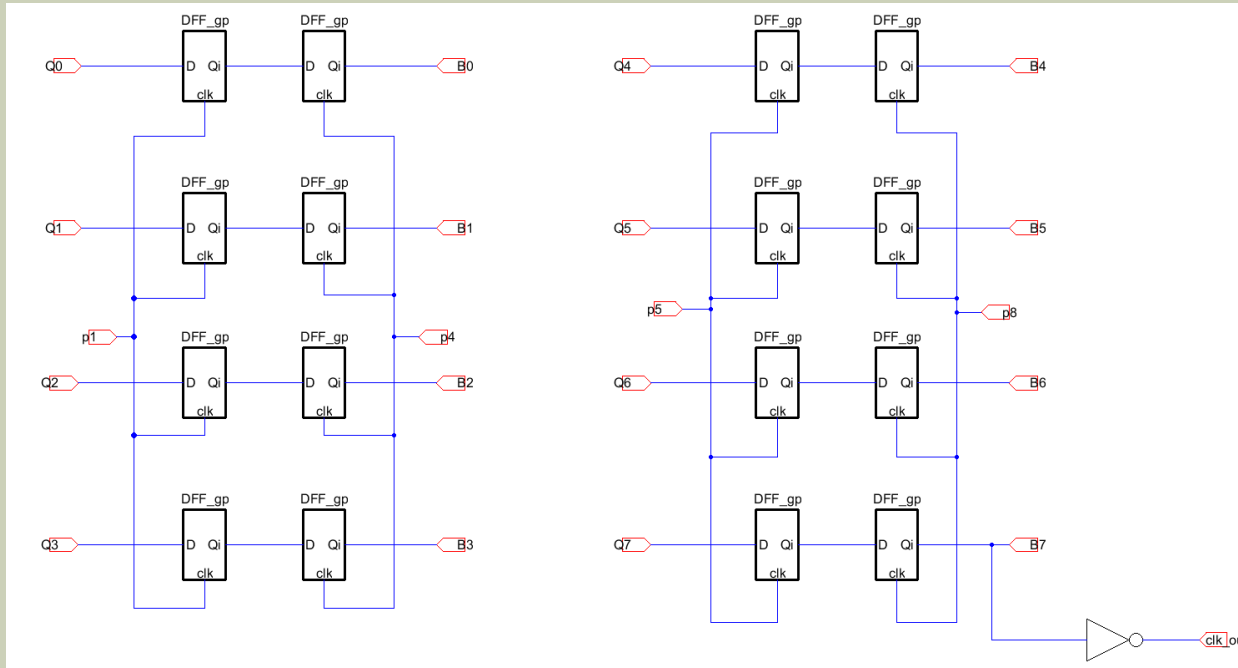 DFF_gp DFF_gp DFF_gp DFF_gp
Q0 D Qi D Qi B0 Q4 D Qi D Qi B4
clk clk clk clk
DFF_gp DFF_gp DFF_gp DFF_gp
Q1 D Qi D Qi B1 Q5 D Qi D Qi B5
clk clk clk clk
p5 p8
p1 p4
DFF_gp DFF_gp DFF_gp DFF_gp
Q2 D Qi D Qi B2 Q6 D Qi D Qi B6
clk clk clk clk
DFF_gp DFF_gp DFF_gp DFF_gp
Q3 D Qi D Qi B3 Q7 D Qi D Qi B7
clk clk clk clk